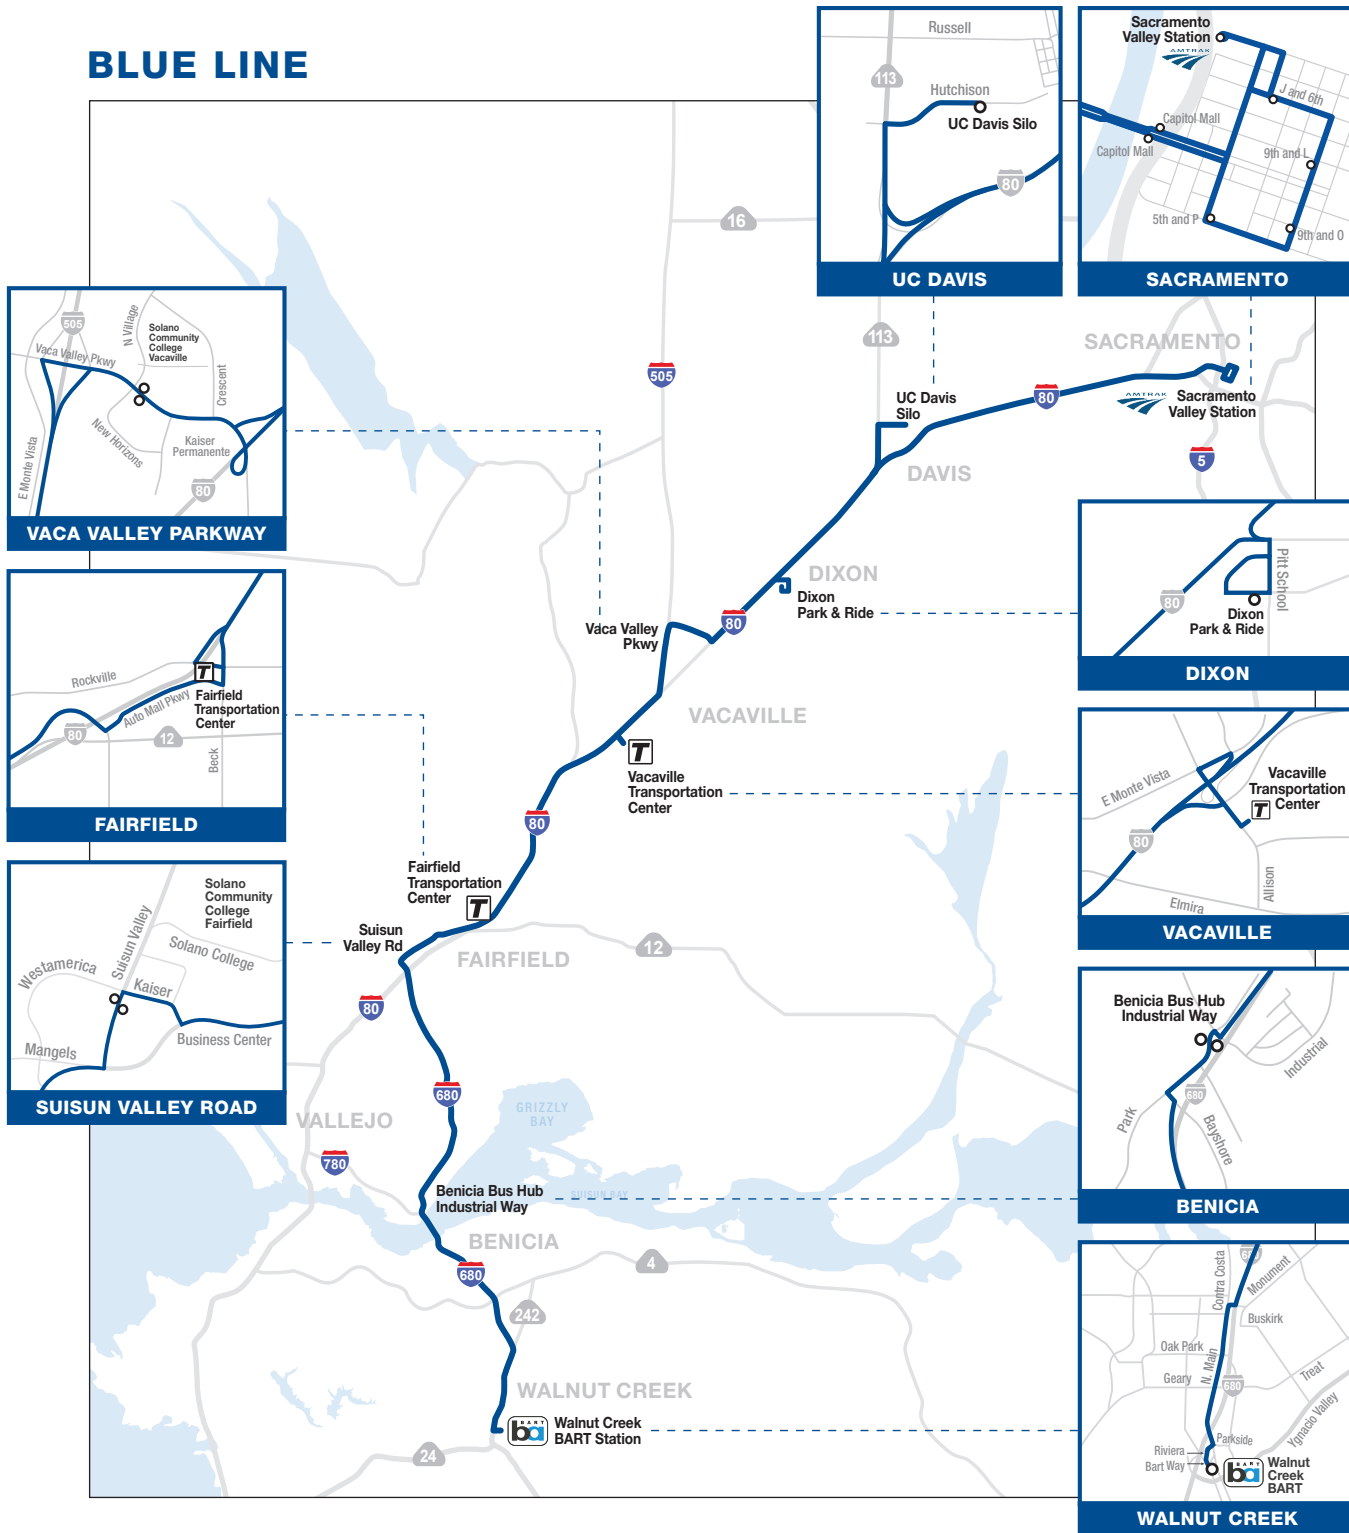 BLUE LINE
Russell
113
Hutchison
UC Davis Silo
80
UC DAVIS
Sacramento
Valley Station
AMTRAK
J and 6th
Capitol Mall
Capitol Mall
9th and L
5th and P
9th and O
SACRAMENTO
16
505
N Village
Solano
Community
College
Vacaville
Vaca Valley Pkwy
Crescent
New Horizons
Kaiser
Permanente
E Monte Vista
80
VACA VALLEY PARKWAY
113
SACRAMENTO
505
UC Davis
Silo
80
AMTRAK
Sacramento
Valley Station
5
DAVIS
DIXON
Dixon
Park & Ride
80
Vaca Valley
Pkwy
Pitt School
80
Dixon
Park & Ride
DIXON
Rockville
T
Auto Mall Pkwy
Fairfield
Transportation
Center
80
12
Beck
FAIRFIELD
VACAVILLE
T
Vacaville
Transportation
Center
80
E Monte Vista
Vacaville
Transportation
Center
T
80
Allison
Elmira
VACAVILLE
Fairfield
Transportation
Center
T
Suisun
Valley Rd
FAIRFIELD
12
80
Solano
Community
College
Fairfield
Suisun Valley
Solano College
Westamerica
Kaiser
Business Center
Mangels
SUISUN VALLEY ROAD
680
GRIZZLY
BAY
VALLEJO
780
Benicia Bus Hub
Industrial Way
SUISUN BAY
BENICIA
680
4
242
Benicia Bus Hub
Industrial Way
Industrial
680
Park
Bayshore
BENICIA
WALNUT CREEK
BART
ba
Walnut Creek
BART Station
24
680
Contra Costa
Monument
Buskirk
Oak Park
N. Main
Geary
680
Treat
Ygnacio Valley
Parkside
Riviera
Bart Way
BART
ba
Walnut
Creek
BART
WALNUT CREEK